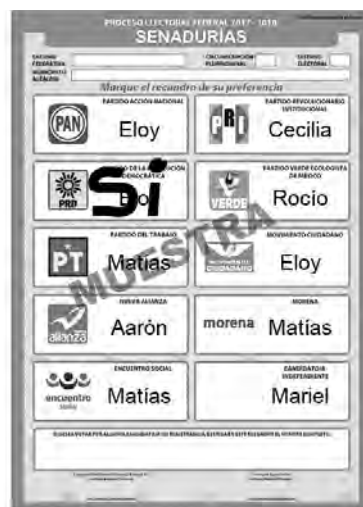 PROCESO ELECTORAL FEDERAL 2017 - 2018
SENADURÍAS
ENTIDAD FEDERATIVA
CIRCUNSCRIPCIÓN PLURINOMINAL
DISTRITO ELECTORAL
MUNICIPIO O ALCALDÍA
Marque el recuadro de su preferencia
PARTIDO ACCIÓN NACIONAL
PAN
Eloy
PARTIDO REVOLUCIONARIO INSTITUCIONAL
PRI
Cecilia
PRD
Sí
PARTIDO VERDE ECOLOGISTA DE MÉXICO
VERDE
Rocío
PARTIDO DEL TRABAJO
PT
Matías
MOVIMIENTO CIUDADANO
Eloy
MUESTRA
NUEVA ALIANZA
alianza
Aarón
MORENA
morena
Matías
ENCUENTRO SOCIAL
encuentro
social
Matías
CANDIDATO/A INDEPENDIENTE
Mariel